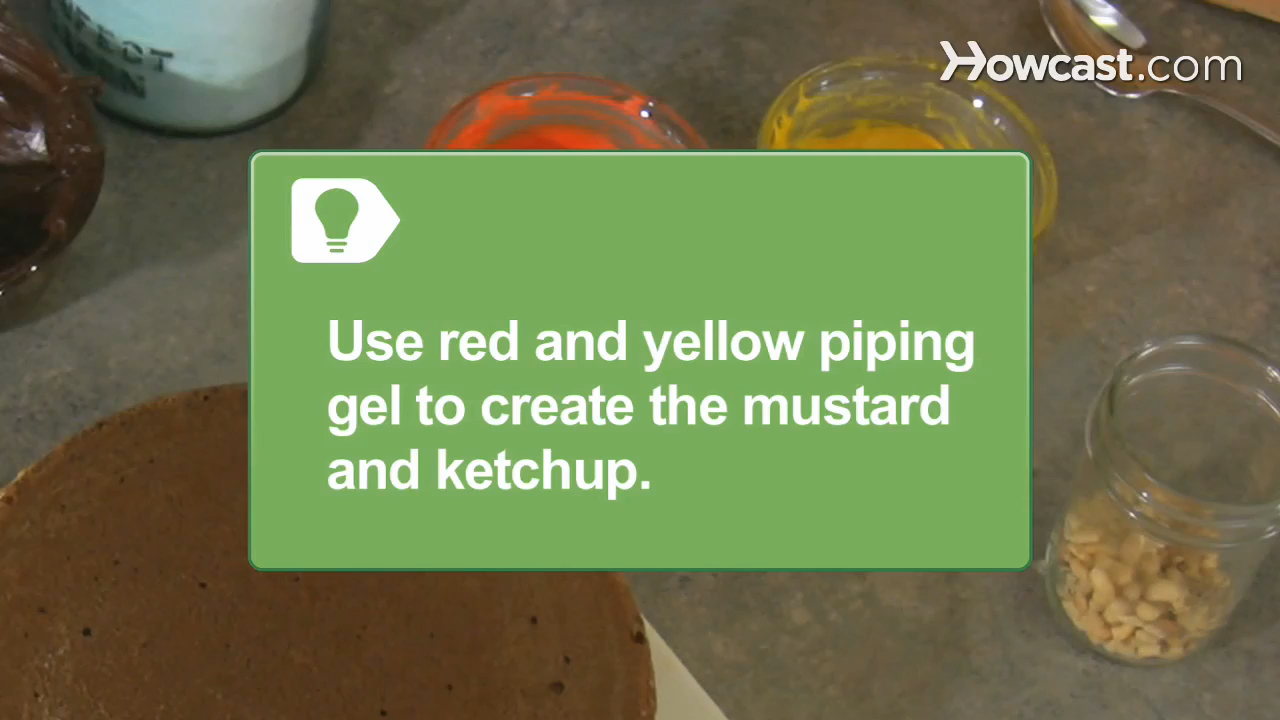 Howcast.com
Use red and yellow piping
gel to create the mustard
and ketchup.